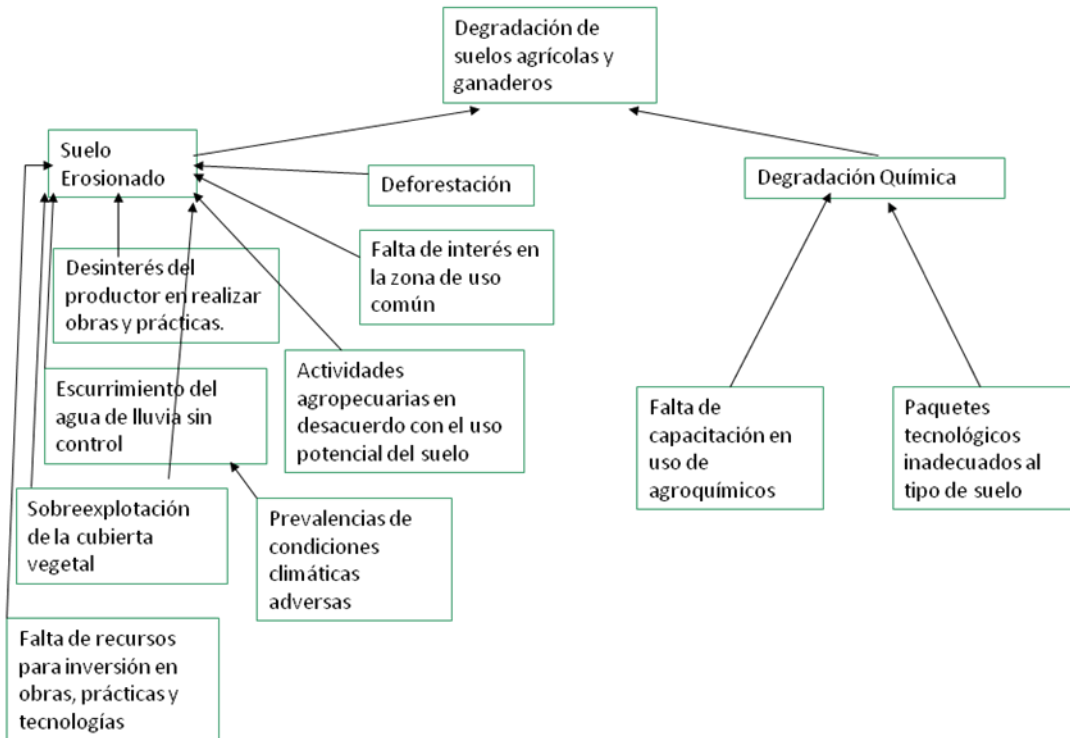 Degradación de
suelos agrícolas y
ganaderos
Suelo
Erosionado
Deforestación
Degradación Química
Falta de interés en
la zona de uso
común
Desinterés del
productor en realizar
obras y prácticas.
Actividades
agropecuarias en
desacuerdo con el uso
potencial del suelo
Escurrimiento del
agua de lluvia sin
control
Falta de
capacitación en
uso de
agroquímicos
Paquetes
tecnológicos
inadecuados al
tipo de suelo
Sobreexplotación
de la cubierta
vegetal
Prevalencias de
condiciones
climáticas
adversas
Falta de recursos
para inversión en
obras, prácticas y
tecnologías